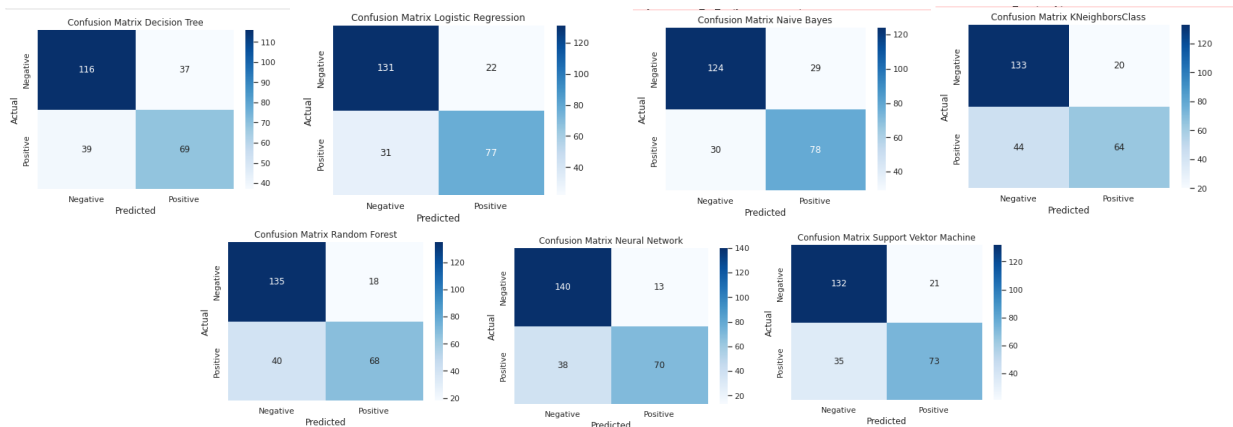 Confusion Matrix Decision Tree
Negative
116
37
Actual
Positive
39
69
Negative
Positive
Predicted
110
100
90
80
70
60
50
40
Confusion Matrix Logistic Regression
Negative
131
22
Actual
Positive
31
77
Negative
Positive
Predicted
120
100
80
60
40
Confusion Matrix Naive Bayes
Negative
124
29
Actual
Positive
30
78
Negative
Positive
Predicted
120
100
80
60
40
Confusion Matrix KNeighborsClass
Negative
133
20
Actual
Positive
44
64
Negative
Positive
Predicted
120
100
80
60
40
20
Confusion Matrix Random Forest
Negative
135
18
Actual
Positive
40
68
Negative
Positive
Predicted
120
100
80
60
40
20
Confusion Matrix Neural Network
Negative
140
13
Actual
Positive
38
70
Negative
Positive
Predicted
140
120
100
80
60
40
20
Confusion Matrix Support Vektor Machine
Negative
132
21
Actual
Positive
35
73
Negative
Positive
Predicted
120
100
80
60
40